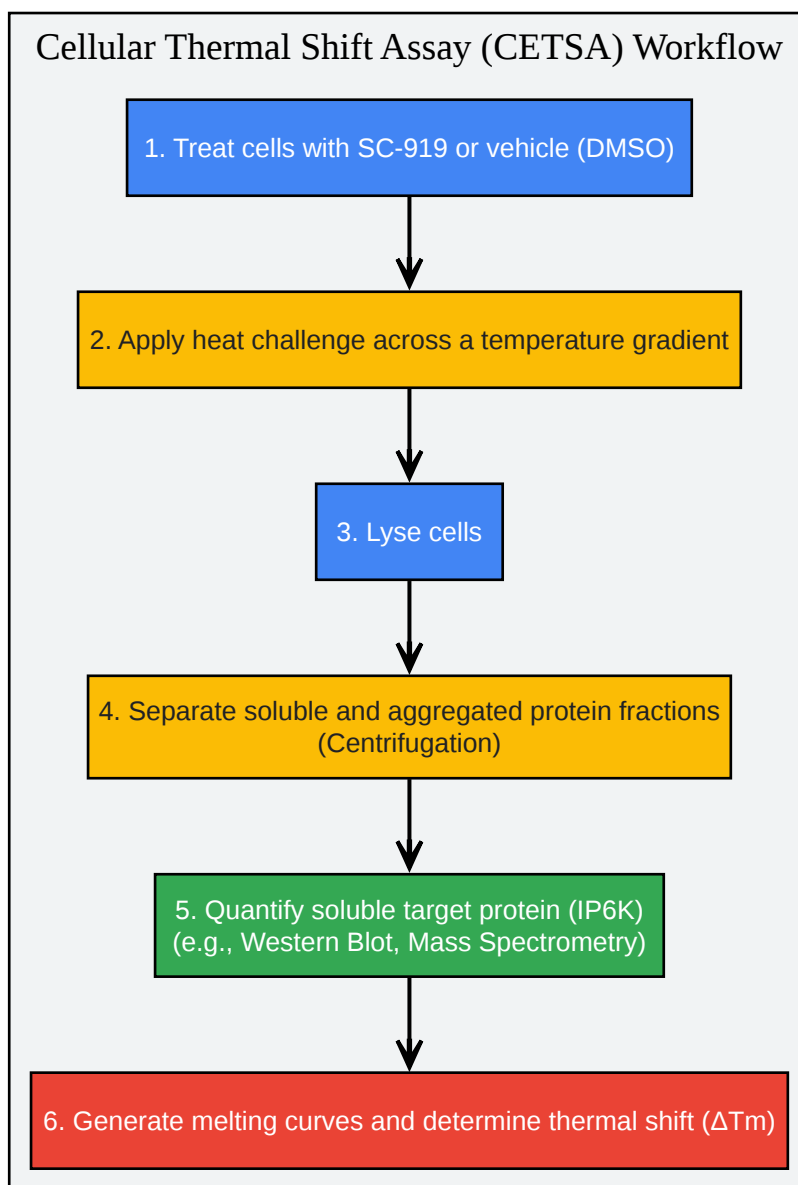 Cellular Thermal Shift Assay (CETSA) Workflow
1. Treat cells with SC-919 or vehicle (DMSO)
2. Apply heat challenge across a temperature gradient
3. Lyse cells
4. Separate soluble and aggregated protein fractions
(Centrifugation)
5. Quantify soluble target protein (IP6K)
(e.g., Western Blot, Mass Spectrometry)
6. Generate melting curves and determine thermal shift (ΔTm)